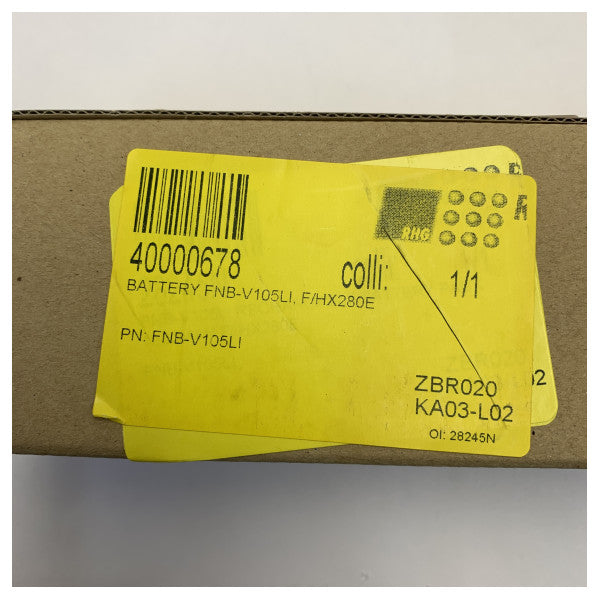 RHG R
40000678 colli: 1/1
BATTERY FNB-V105LI, F/HX280E
PN: FNB-V105LI
ZBR020
KA03-L02
OI: 28245N